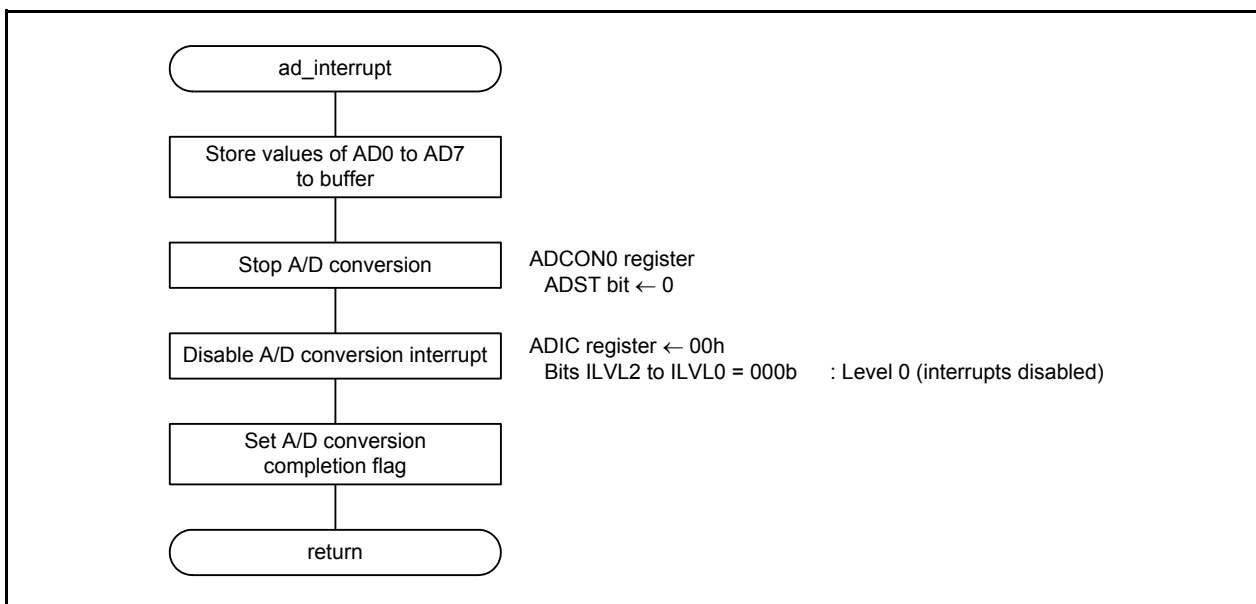 ad_interrupt
Store values of AD0 to AD7
to buffer
Stop A/D conversion
ADCON0 register
ADST bit ← 0
Disable A/D conversion interrupt
ADIC register ← 00h
Bits ILVL2 to ILVL0 = 000b : Level 0 (interrupts disabled)
Set A/D conversion
completion flag
return